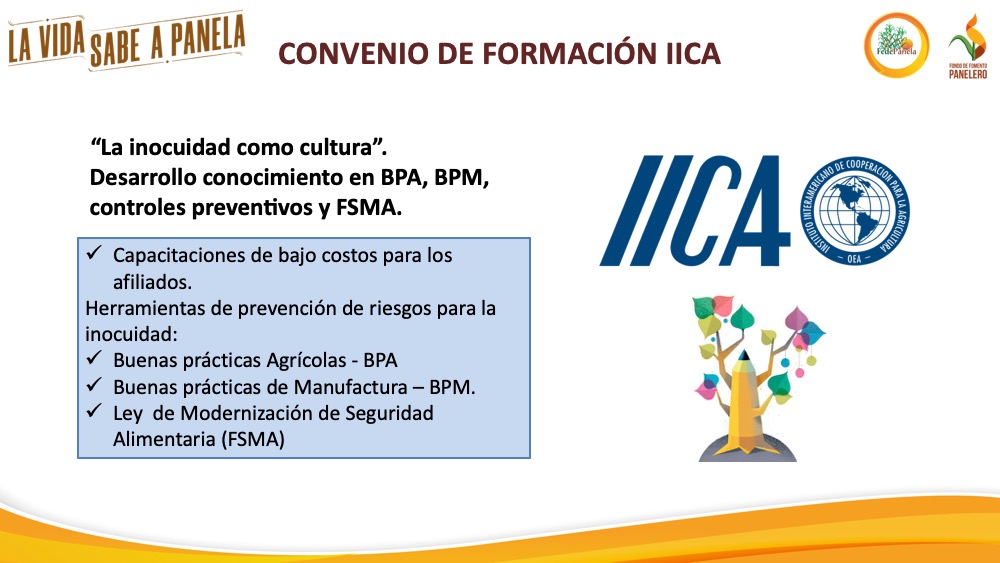 LA VIDA
SABE A PANELA
CONVENIO DE FORMACIÓN IICA
FedePanela
FONDO DE FOMENTO
PANELERO
“La inocuidad como cultura”.
Desarrollo conocimiento en BPA, BPM,
controles preventivos y FSMA.
✓ Capacitaciones de bajo costos para los
afiliados.
Herramientas de prevención de riesgos para la
inocuidad:
✓ Buenas prácticas Agrícolas - BPA
✓ Buenas prácticas de Manufactura – BPM.
✓ Ley de Modernización de Seguridad
Alimentaria (FSMA)
IICA
INSTITUTO INTERAMERICANO DE COOPERACION PARA LA AGRICULTURA
- OEA -